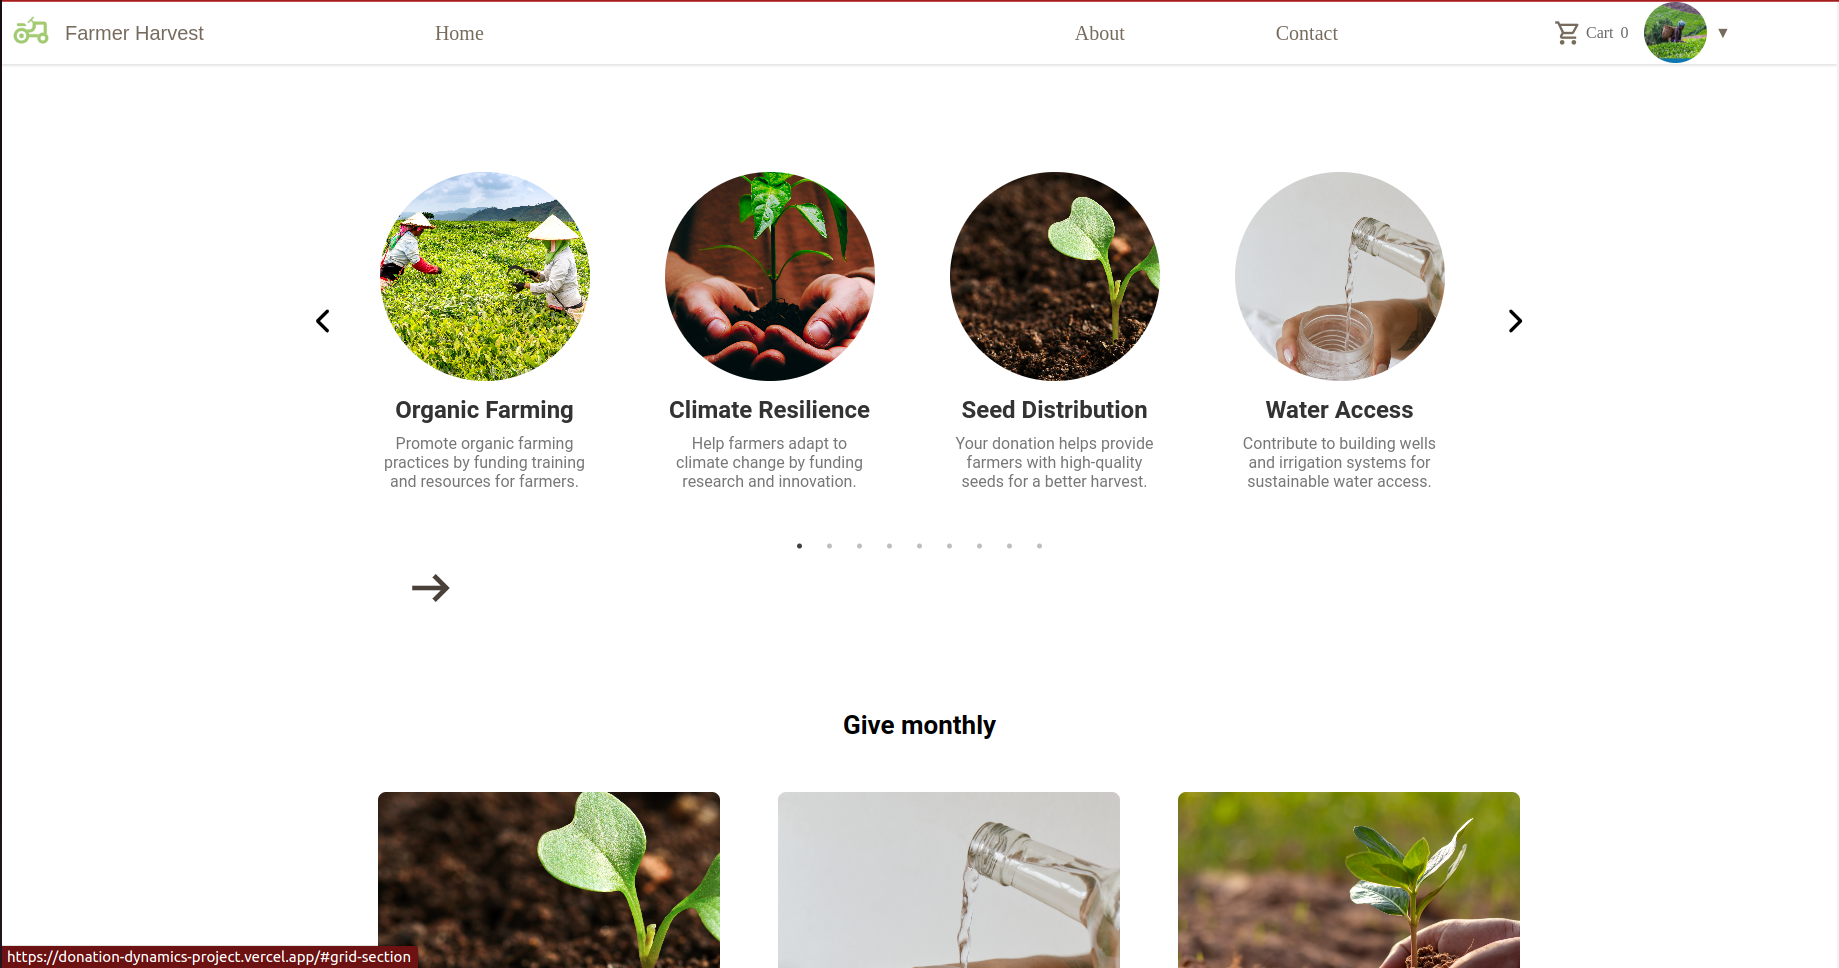 Farmer Harvest
Home
About
Contact
Cart 0
▼
Organic Farming
Promote organic farming
practices by funding training
and resources for farmers.
Climate Resilience
Help farmers adapt to
climate change by funding
research and innovation.
Seed Distribution
Your donation helps provide
farmers with high-quality
seeds for a better harvest.
Water Access
Contribute to building wells
and irrigation systems for
sustainable water access.
Give monthly
https://donation-dynamics-project.vercel.app/#grid-section